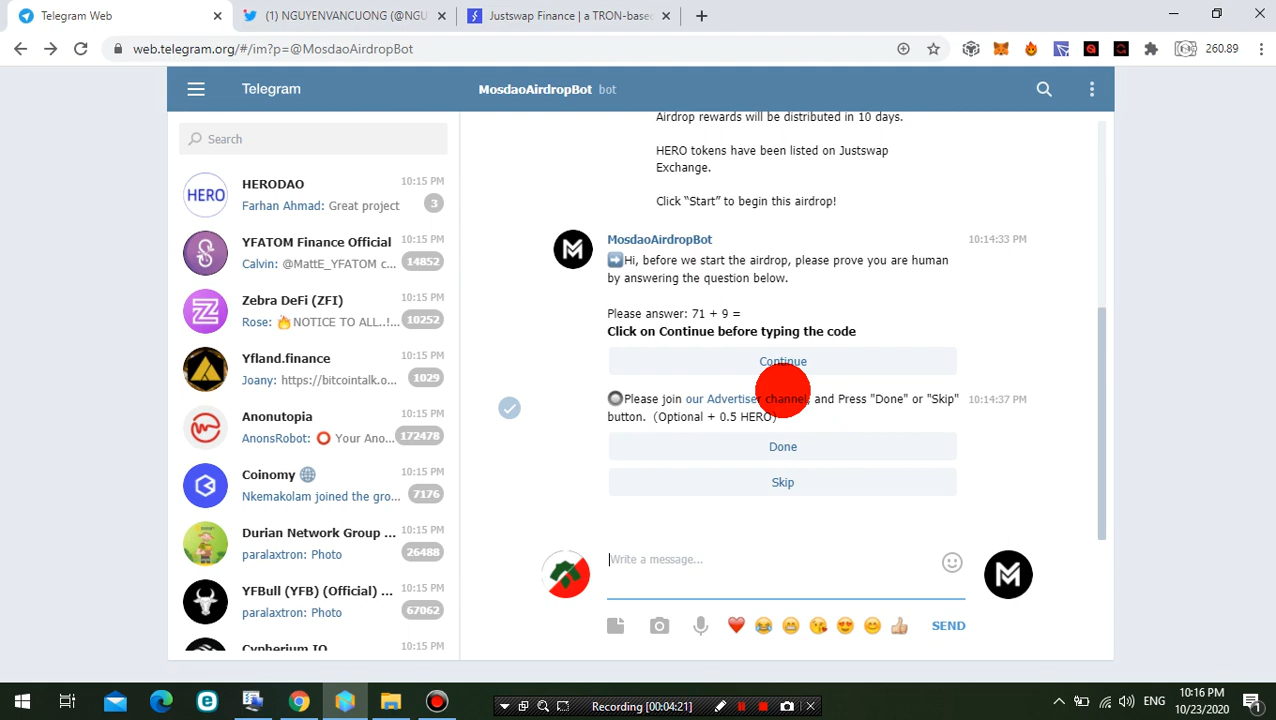 Telegram Web
(1) NGUYENVANCUONG (@NGU
Justswap Finance | a TRON-based
web.telegram.org/#/im?p=@MosdaoAirdropBot
260.89
Telegram
MosdaoAirdropBot bot
Search
HERODAO 10:15 PM
Farhan Ahmad: Great project 3
YFATOM Finance Official 10:15 PM
Calvin: @MattE_YFATOM c... 14852
Zebra DeFi (ZFI) 10:15 PM
Rose: 🔥NOTICE TO ALL..!... 10252
Yfland.finance 10:15 PM
Joany: https://bitcointalk.o... 1029
Anonutopia 10:15 PM
AnonsRobot: ⭕ Your Ano... 172478
Coinomy 🌐 10:15 PM
Nkemakolam joined the gro... 7176
Durian Network Group ... 10:15 PM
paralaxtron: Photo 26488
YFBull (YFB) (Official) ... 10:15 PM
paralaxtron: Photo 67062
Cypherium IO 10:15 PM
HERO
Airdrop rewards will be distributed in 10 days.
HERO tokens have been listed on Justswap
Exchange.
Click “Start” to begin this airdrop!
MosdaoAirdropBot 10:14:33 PM
➡Hi, before we start the airdrop, please prove you are human
by answering the question below.
Please answer: 71 + 9 =
Click on Continue before typing the code
Continue
🔘Please join our Advertiser channel, and Press "Done" or "Skip" 10:14:37 PM
button. (Optional + 0.5 HERO)
Done
Skip
Write a message...
SEND
Recording [00:04:21]
ENG
10:16 PM
10/23/2020